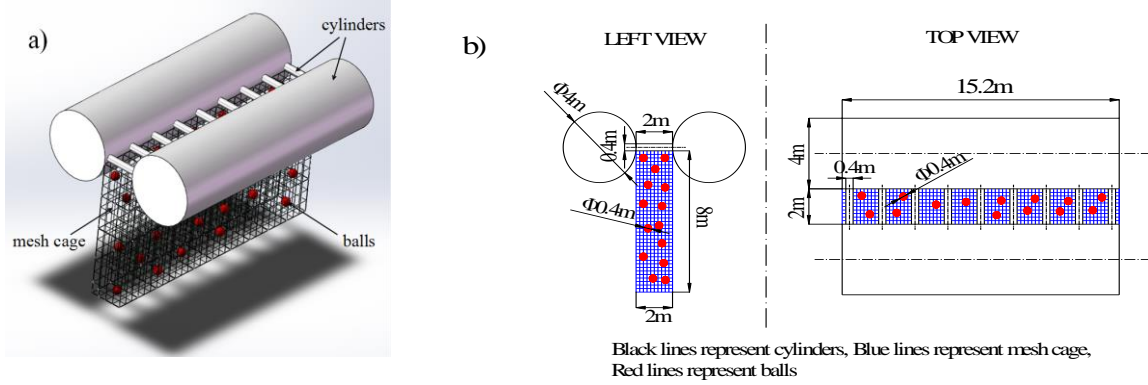 a)
cylinders
mesh cage
balls
b)
LEFT VIEW
TOP VIEW
Φ4m
2m
0.4m
Φ0.4m
8m
2m
15.2m
4m
0.4m
Φ0.4m
2m
Black lines represent cylinders, Blue lines represent mesh cage,
Red lines represent balls